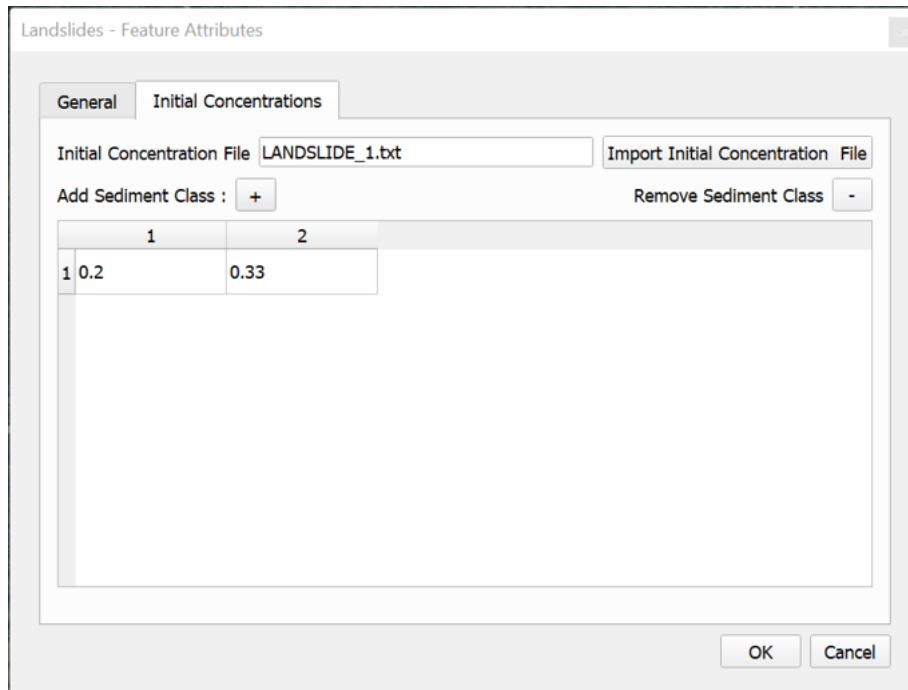 Landslides - Feature Attributes
General Initial Concentrations
Initial Concentration File LANDSLIDE_1.txt Import Initial Concentration File
Add Sediment Class : + Remove Sediment Class -
1 2
1 0.2 0.33
OK Cancel